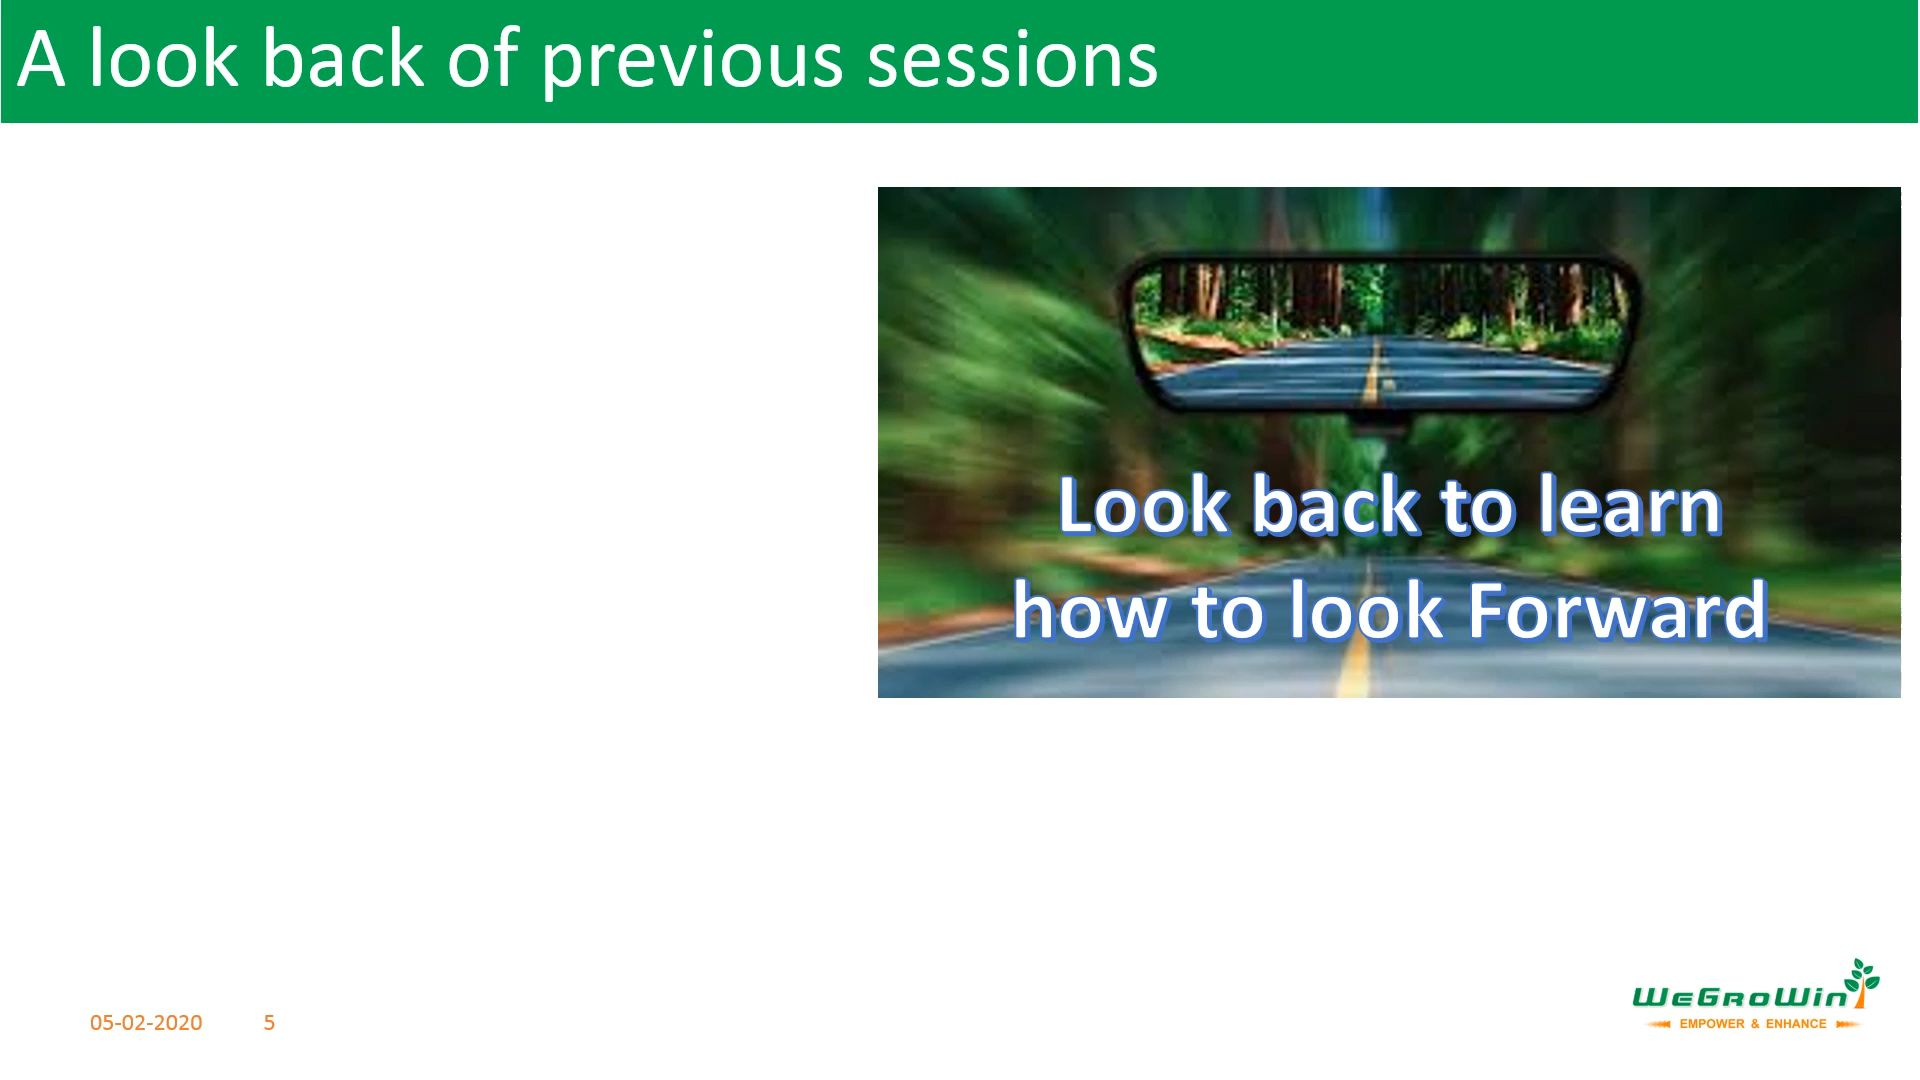 A look back of previous sessions
Look back to learn
how to look Forward
05-02-2020 5
WeGroWin
EMPOWER & ENHANCE